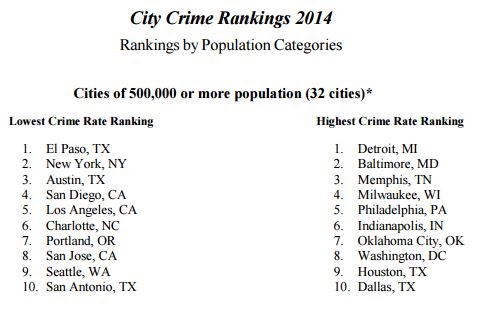 City Crime Rankings 2014
Rankings by Population Categories
Cities of 500,000 or more population (32 cities)*
Lowest Crime Rate Ranking
1. El Paso, TX
2. New York, NY
3. Austin, TX
4. San Diego, CA
5. Los Angeles, CA
6. Charlotte, NC
7. Portland, OR
8. San Jose, CA
9. Seattle, WA
10. San Antonio, TX
Highest Crime Rate Ranking
1. Detroit, MI
2. Baltimore, MD
3. Memphis, TN
4. Milwaukee, WI
5. Philadelphia, PA
6. Indianapolis, IN
7. Oklahoma City, OK
8. Washington, DC
9. Houston, TX
10. Dallas, TX